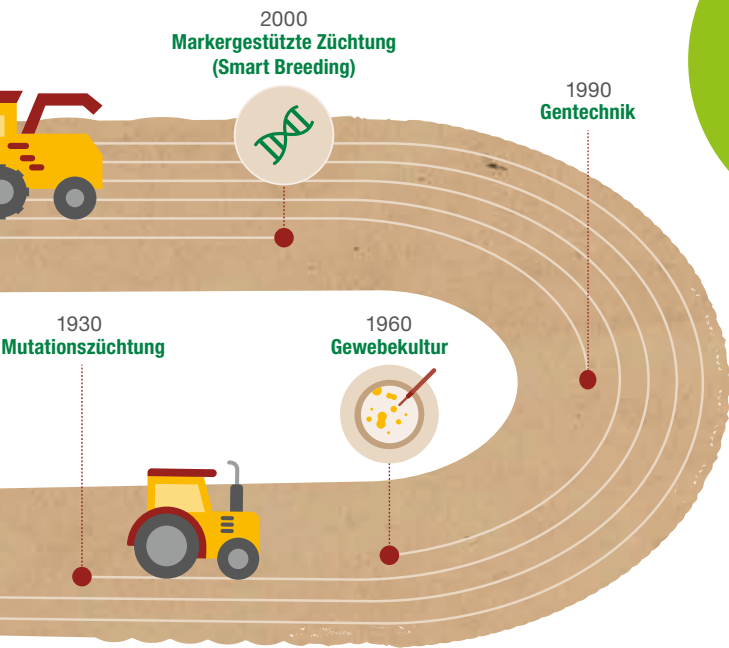 2000
Markergestützte Züchtung
(Smart Breeding)
1990
Gentechnik
1930
Mutationszüchtung
1960
Gewebekultur